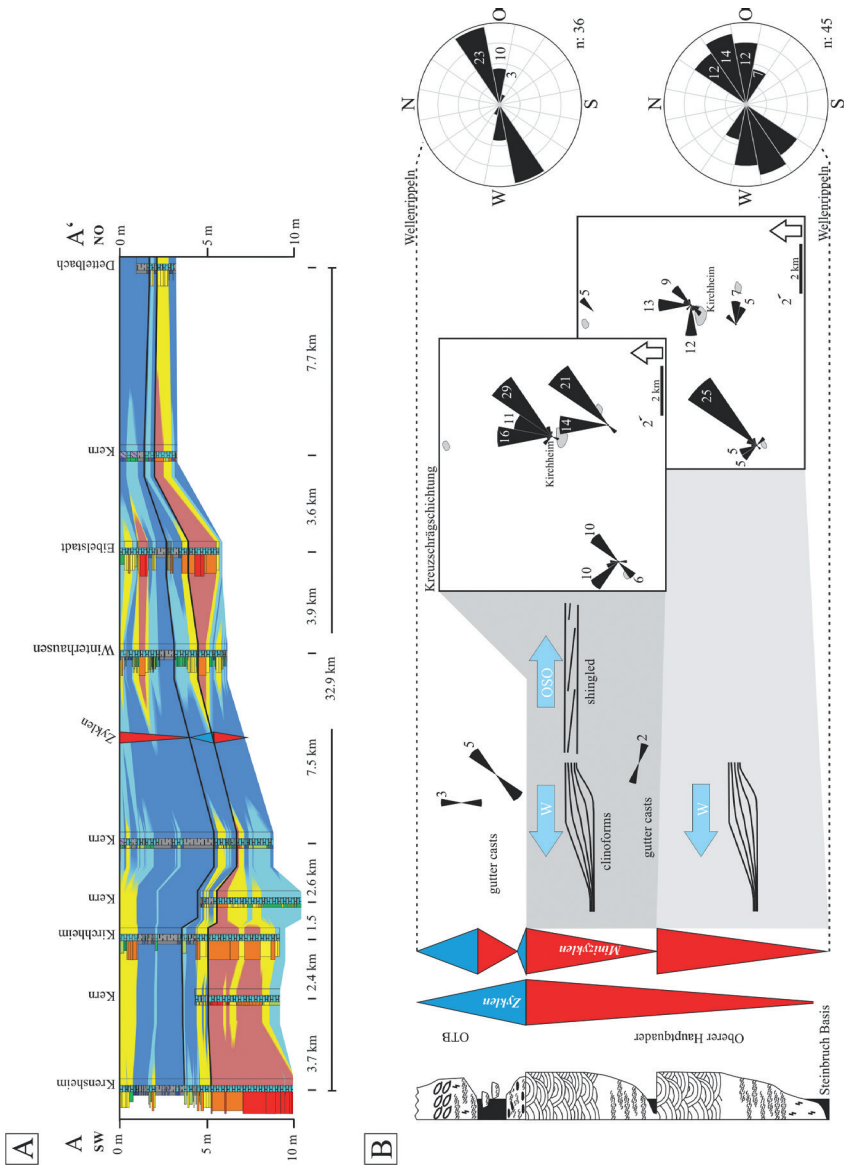 A
A
SW
A'
NO
0 m
5 m
10 m
0 m
5 m
10 m
Krensheim
Kern
Kirchheim
Kern
Kern
Zyklen
Winterhausen
Eibelstadt
Kern
Dettelbach
3.7 km
2.4 km
1.5
2.6 km
7.5 km
3.9 km
3.6 km
7.7 km
32.9 km
B
OTB
Oberer Hauptquader
Steinbruch Basis
Zyklen
Minizyklen
gutter casts
3
5
W
clinoforms
OSO
shingled
gutter casts
2
W
Kreuzschrägschichtung
16
11
29
14
21
Kirchheim
10
10
6
2
2 km
5
13
9
12
Kirchheim
7
5
25
5
5
2
2 km
Wellenrippeln
Wellenrippeln
N
O
S
W
23
10
3
n: 36
N
O
S
W
12
14
12
7
n: 45